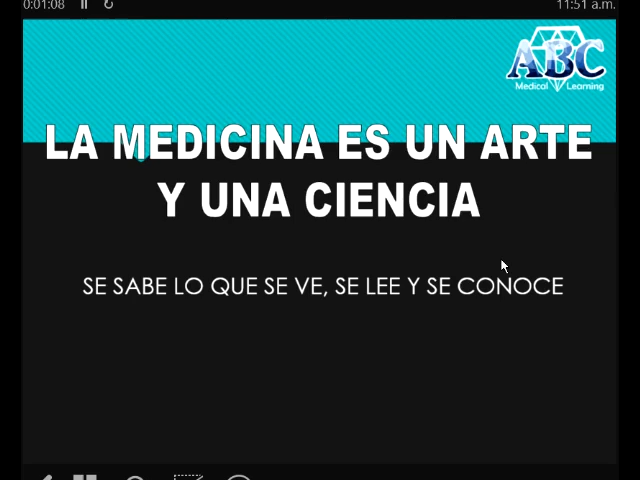 0:01:08
11:51 a.m.
ABC
Medical Learning
LA MEDICINA ES UN ARTE
Y UNA CIENCIA
SE SABE LO QUE SE VE, SE LEE Y SE CONOCE